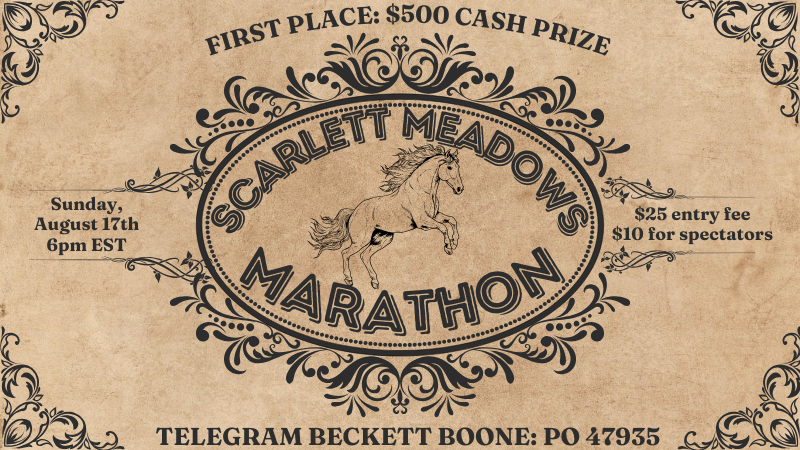 FIRST PLACE: $500 CASH PRIZE
SCARLETT MEADOWS
MARATHON
Sunday,
August 17th
6pm EST
$25 entry fee
$10 for spectators
TELEGRAM BECKETT BOONE: PO 47935